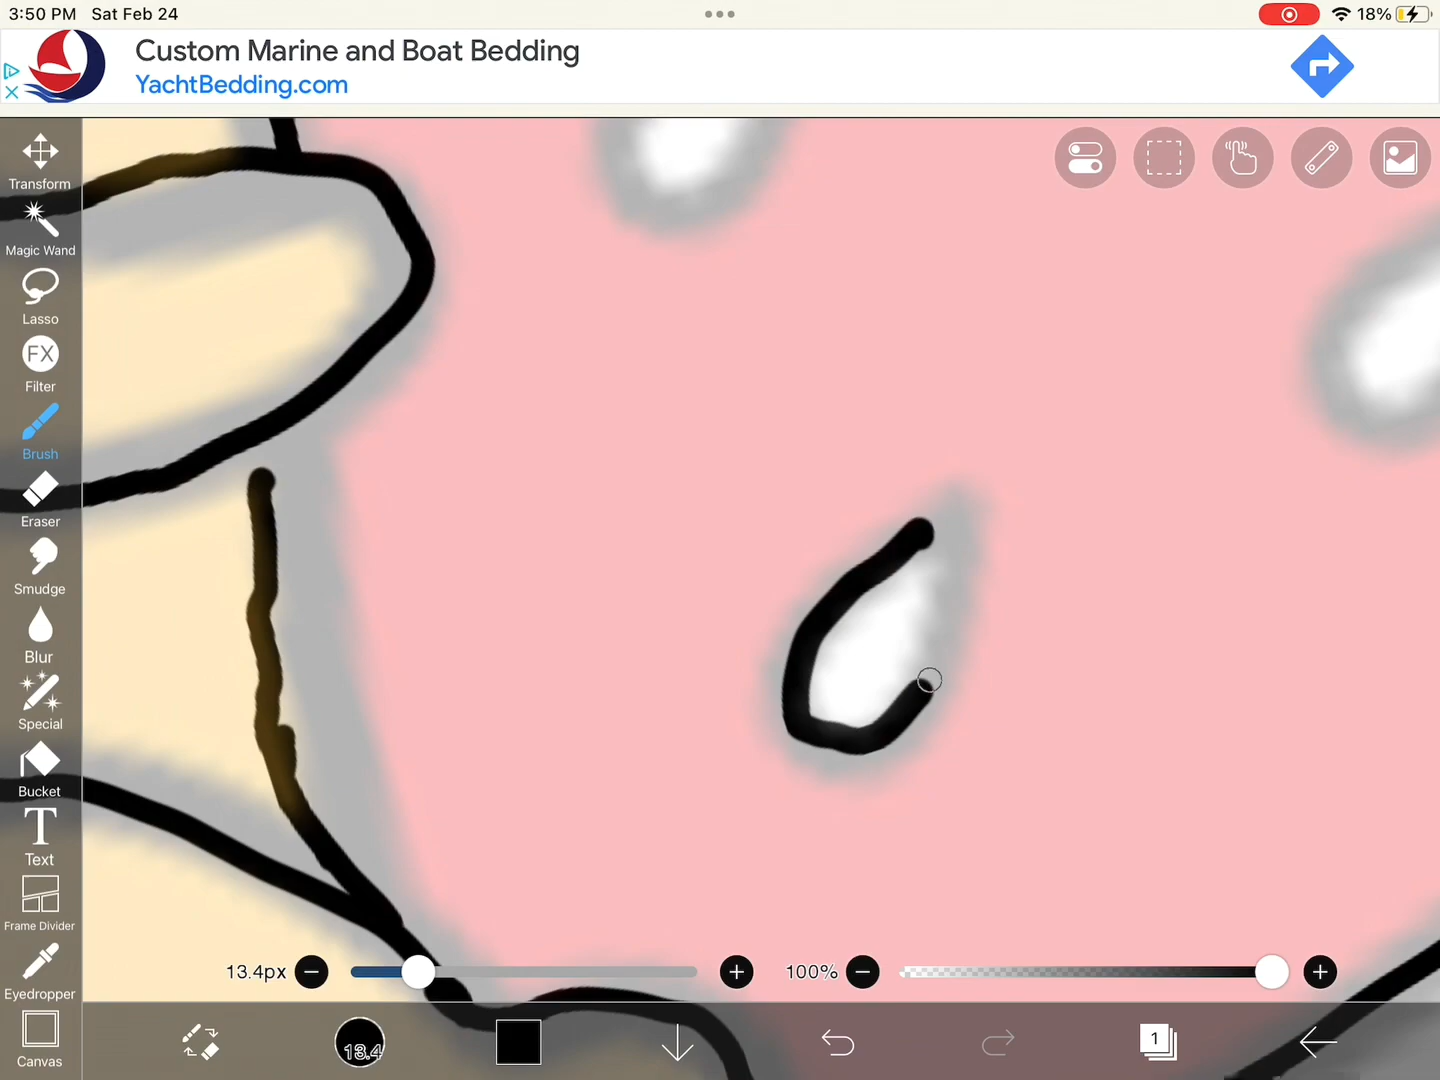 3:50 PM Sat Feb 24
18%
Custom Marine and Boat Bedding
YachtBedding.com
Transform
Magic Wand
Lasso
FX
Filter
Brush
Eraser
Smudge
Blur
Special
Bucket
T
Text
Frame Divider
Eyedropper
Canvas
13.4px
100%
13.4
1